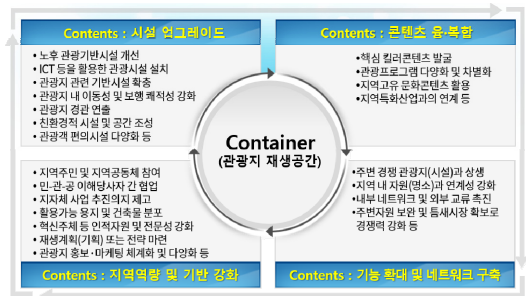 Contents : 시설 업그레이드
• 노후 관광기반시설 개선
• ICT 등을 활용한 관광시설 설치
• 관광지 관련 기반시설 확충
• 관광지 내 이동성 및 보행 쾌적성 강화
• 관광지 경관 연출
• 친환경적 시설 및 공간 조성
• 관광객 편의시설 다양화 등
Contents : 콘텐츠 융·복합
•핵심 킬러콘텐츠 발굴
•관광프로그램 다양화 및 차별화
•지역고유 문화콘텐츠 활용
•지역특화산업과의 연계 등
Container
(관광지 재생공간)
• 지역주민 및 지역공동체 참여
• 민-관-공 이해당사자 간 협업
• 지자체 사업 추진의지 제고
• 활용가능 용지 및 건축물 분포
• 혁신주체 등 인적자원 및 전문성 강화
• 재생계획(기획) 또는 전략 마련
• 관광지 홍보·마케팅 체계화 및 다양화 등
Contents : 지역역량 및 기반 강화
•주변 경쟁 관광지(시설)과 상생
•지역 내 자원(명소)과 연계성 강화
•내부 네트워크 및 외부 교류 촉진
•주변자원 보완 및 틈새시장 확보로
경쟁력 강화 등
Contents : 기능 확대 및 네트워크 구축